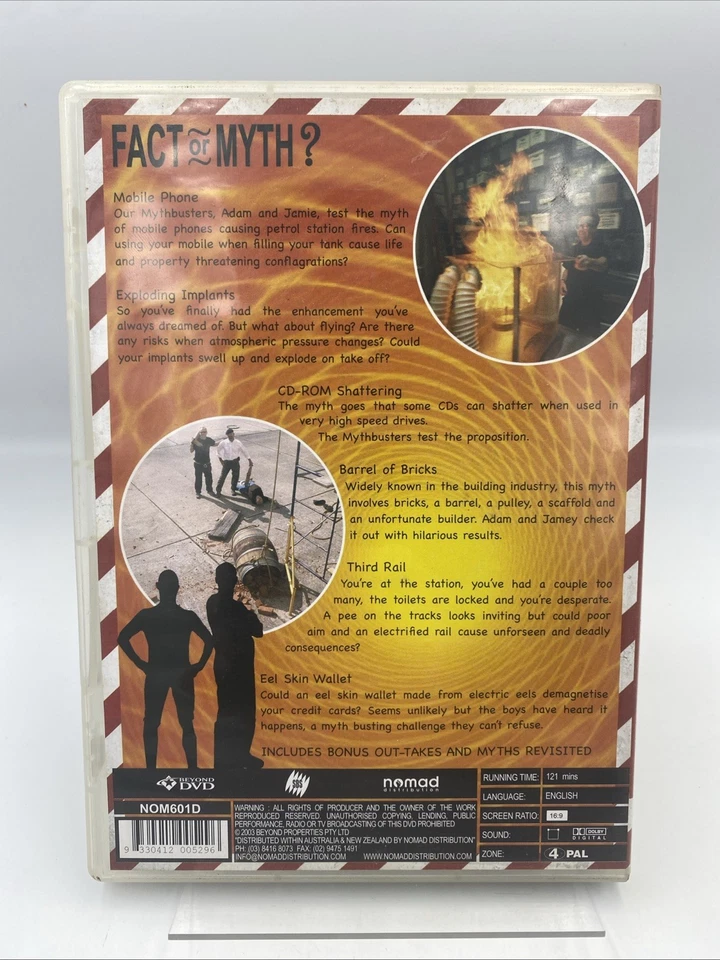 FACT or MYTH?
Mobile Phone
Our Mythbusters, Adam and Jamie, test the myth
of mobile phones causing petrol station fires. Can
using your mobile when filling your tank cause life
and property threatening conflagrations?
Exploding Implants
So you've finally had the enhancement you've
always dreamed of. But what about flying? Are there
any risks when atmospheric pressure changes? Could
your implants swell up and explode on take off?
CD-ROM Shattering
The myth goes that some CDs can shatter when used in
very high speed drives.
The Mythbusters test the proposition.
Barrel of Bricks
Widely known in the building industry, this myth
involves bricks, a barrel, a pulley, a scaffold and
an unfortunate builder. Adam and Jamey check
it out with hilarious results.
Third Rail
You're at the station, you've had a couple too
many, the toilets are locked and you're desperate.
A pee on the tracks looks inviting but could poor
aim and an electrified rail cause unforseen and deadly
consequences?
Eel Skin Wallet
Could an eel skin wallet made from electric eels demagnetise
your credit cards? Seems unlikely but the boys have heard it
happens, a myth busting challenge they can't refuse.
INCLUDES BONUS OUT-TAKES AND MYTHS REVISITED
BEYOND
DVD
SBS
nomad
distribution
NOM601D
9 330412 005296
WARNING : ALL RIGHTS OF PRODUCER AND THE OWNER OF THE WORK
REPRODUCED RESERVED. UNAUTHORISED COPYING, LENDING, PUBLIC
PERFORMANCE, RADIO OR TV BROADCASTING OF THIS DVD PROHIBITED
© 2003 BEYOND PROPERTIES PTY LTD
"DISTRIBUTED WITHIN AUSTRALIA & NEW ZEALAND BY NOMAD DISTRIBUTION"
PH: (03) 8416 8073 FAX: (02) 9475 1491
INFO@NOMADDISTRIBUTION.COM WWW.NOMADDISTRIBUTION.COM
RUNNING TIME: 121 mins
LANGUAGE: ENGLISH
SCREEN RATIO: 16:9
SOUND: DOLBY
DIGITAL
ZONE: 4 PAL